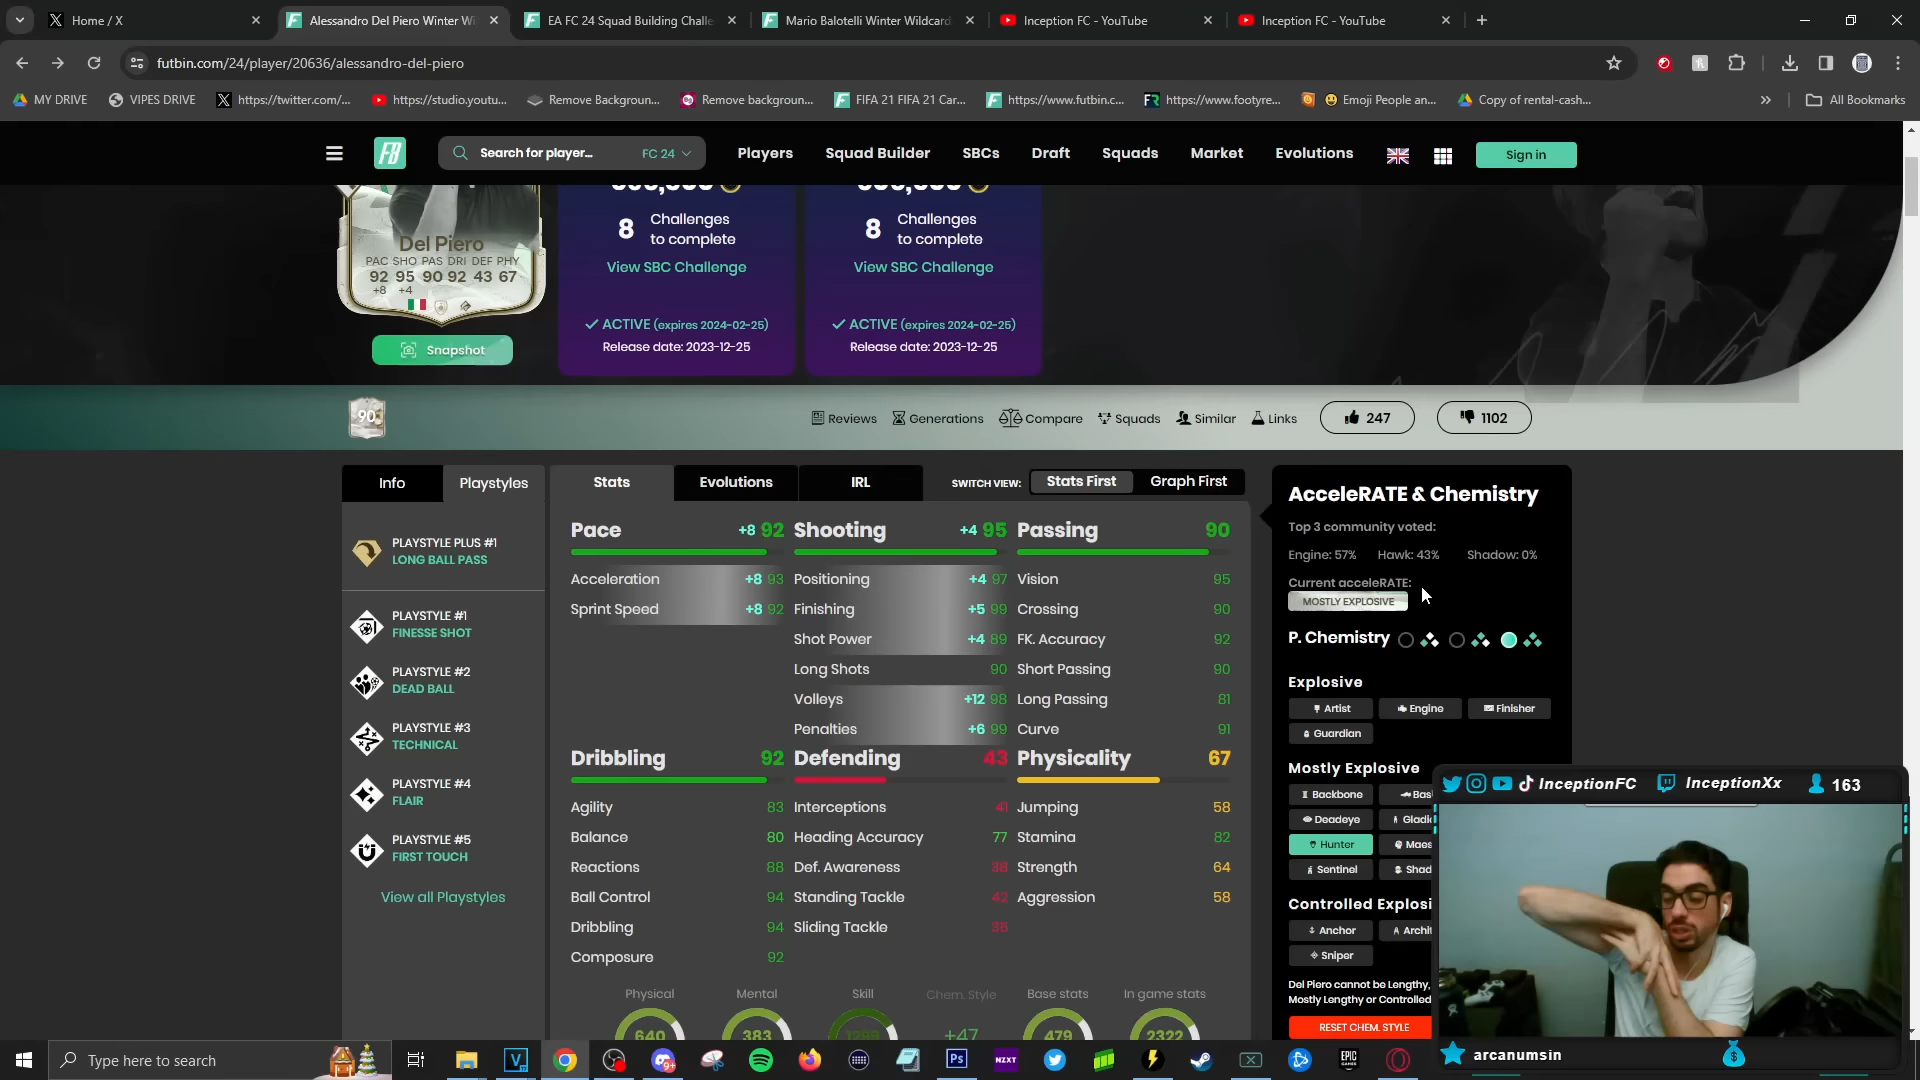 Home / X
Alessandro Del Piero Winter Wi
EA FC 24 Squad Building Challe
Mario Balotelli Winter Wildcard
Inception FC - YouTube
Inception FC - YouTube
futbin.com/24/player/20636/alessandro-del-piero
MY DRIVE
VIPES DRIVE
https://twitter.com/...
https://studio.youtu...
Remove Backgroun...
Remove backgroun...
FIFA 21 FIFA 21 Car...
https://www.futbin.c...
https://www.footyre...
Emoji People an...
Copy of rental-cash...
All Bookmarks
FB
Search for player...
FC 24
Players
Squad Builder
SBCs
Draft
Squads
Market
Evolutions
Sign in
Del Piero
PAC SHO PAS DRI DEF PHY
92 95 90 92 43 67
+8 +4
Snapshot
8 Challenges to complete
View SBC Challenge
ACTIVE (expires 2024-02-25)
Release date: 2023-12-25
8 Challenges to complete
View SBC Challenge
ACTIVE (expires 2024-02-25)
Release date: 2023-12-25
90
Reviews
Generations
Compare
Squads
Similar
Links
247
1102
Info
Playstyles
PLAYSTYLE PLUS #1
LONG BALL PASS
PLAYSTYLE #1
FINESSE SHOT
PLAYSTYLE #2
DEAD BALL
PLAYSTYLE #3
TECHNICAL
PLAYSTYLE #4
FLAIR
PLAYSTYLE #5
FIRST TOUCH
View all Playstyles
Stats
Evolutions
IRL
SWITCH VIEW:
Stats First
Graph First
Pace +8 92
Acceleration +8 93
Sprint Speed +8 92
Shooting +4 95
Positioning +4 97
Finishing +5 99
Shot Power +4 89
Long Shots 90
Volleys +12 98
Penalties +6 99
Passing 90
Vision 95
Crossing 90
FK. Accuracy 92
Short Passing 90
Long Passing 81
Curve 91
Dribbling 92
Agility 83
Balance 80
Reactions 88
Ball Control 94
Dribbling 94
Composure 92
Defending 43
Interceptions 41
Heading Accuracy 77
Def. Awareness 38
Standing Tackle 42
Sliding Tackle 36
Physicality 67
Jumping 58
Stamina 82
Strength 64
Aggression 58
Physical
640
Mental
383
Skill
Chem. Style
+47
Base stats
479
In game stats
2322
AcceleRATE & Chemistry
Top 3 community voted:
Engine: 57% Hawk: 43% Shadow: 0%
Current acceleRATE:
MOSTLY EXPLOSIVE
P. Chemistry
Explosive
Artist
Engine
Finisher
Guardian
Mostly Explosive
Backbone
Bas
Deadeye
Gladi
Hunter
Maes
Sentinel
Shad
Controlled Explosi
Anchor
Archit
Sniper
Del Piero cannot be Lengthy,
Mostly Lengthy or Controlled
RESET CHEM. STYLE
InceptionFC
InceptionXx
163
arcanumsin
Type here to search
9+
Ps
NZXT
EPIC
GAMES